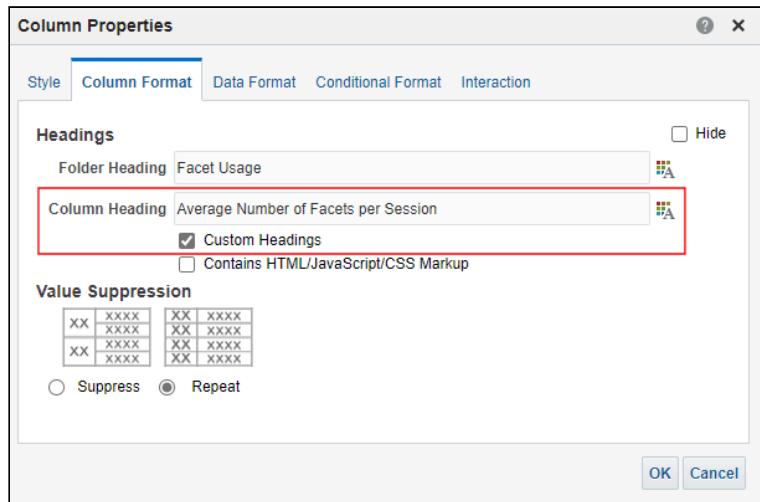 Column Properties
Style Column Format Data Format Conditional Format Interaction
Headings Hide
Folder Heading Facet Usage
Column Heading Average Number of Facets per Session
Custom Headings
Contains HTML/JavaScript/CSS Markup
Value Suppression
XX XXXX XX XXXX
XXXX XX XXXX
XX XXXX XX XXXX
XXXX XX XXXX
Suppress Repeat
OK Cancel